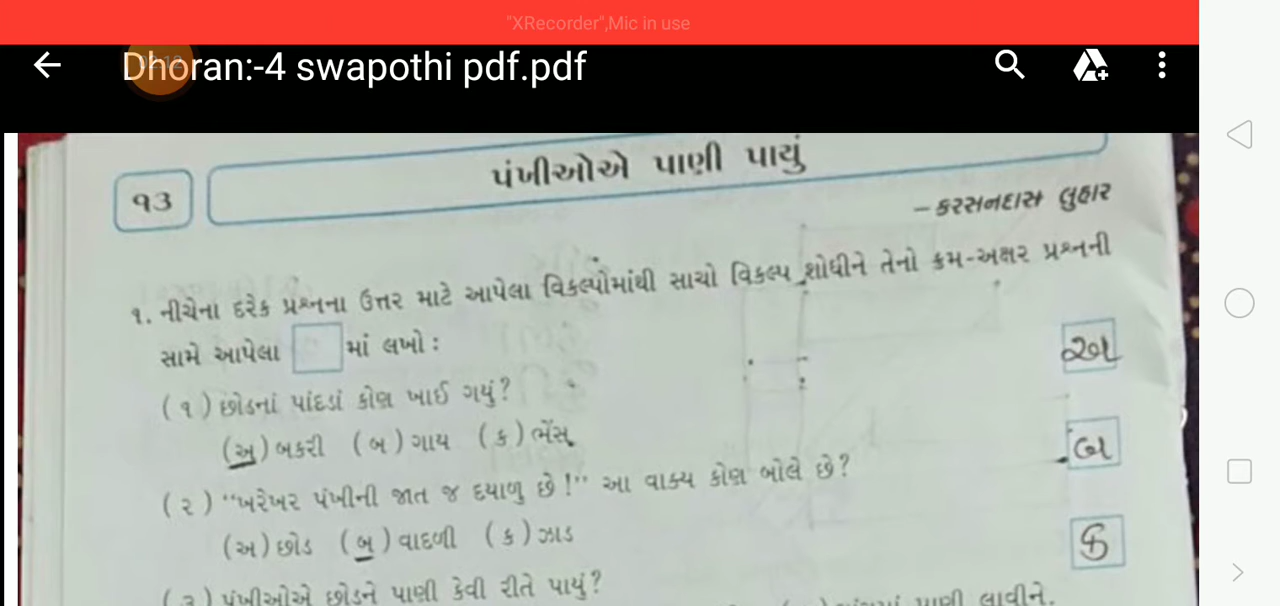 "XRecorder",Mic in use
Dhoran:-4 swapothi pdf.pdf
૧૩
પંખીઓએ પાણી પાયું
– કરસનદાસ લુહાર
૧. નીચેના દરેક પ્રશ્નના ઉત્તર માટે આપેલા વિકલ્પોમાંથી સાચો વિકલ્પ શોધીને તેનો ક્રમ-અક્ષર પ્રશ્નની
સામે આપેલા માં લખો :
અ
(૧) છોડનાં પાંદડાં કોણ ખાઈ ગયું?
(અ) બકરી (બ) ગાય (ક) ભેંસ
બ
(૨) “ખરેખર પંખીની જાત જ દયાળુ છે !” આ વાક્ય કોણ બોલે છે?
(અ) છોડ (બ) વાદળી (ક) ઝાડ
ક
(૩) પંખીઓએ છોડને પાણી કેવી રીતે પાયું?
પાણી લાવીને.